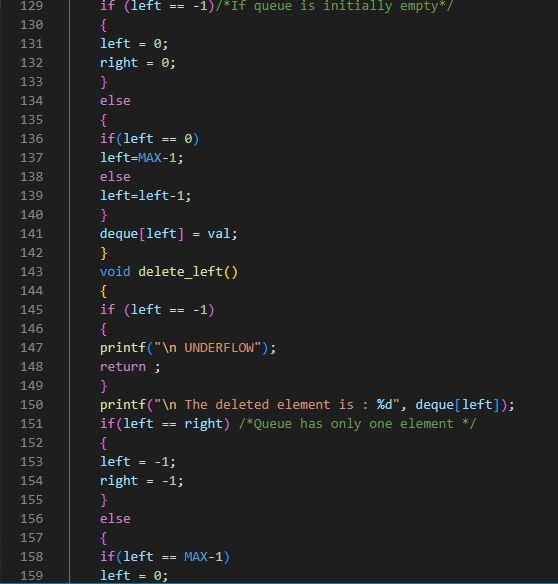 129 if (left == -1)/*If queue is initially empty*/
130 {
131 left = 0;
132 right = 0;
133 }
134 else
135 {
136 if(left == 0)
137 left=MAX-1;
138 else
139 left=left-1;
140 }
141 deque[left] = val;
142 }
143 void delete_left()
144 {
145 if (left == -1)
146 {
147 printf("\n UNDERFLOW");
148 return ;
149 }
150 printf("\n The deleted element is : %d", deque[left]);
151 if(left == right) /*Queue has only one element */
152 {
153 left = -1;
154 right = -1;
155 }
156 else
157 {
158 if(left == MAX-1)
159 left = 0;